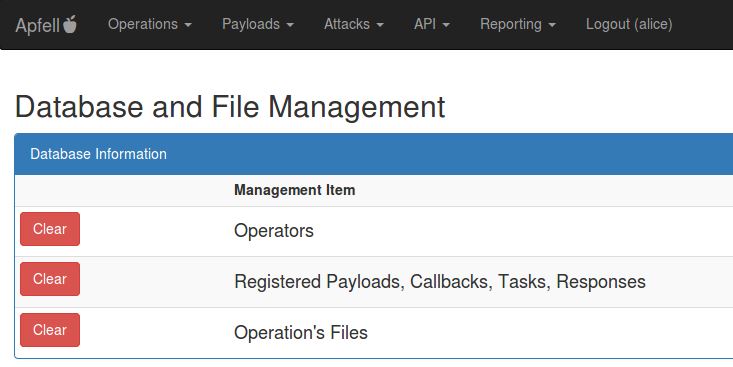 Apfell Operations Payloads Attacks API Reporting Logout (alice)
Database and File Management
Database Information
Management Item
Clear Operators
Clear Registered Payloads, Callbacks, Tasks, Responses
Clear Operation's Files